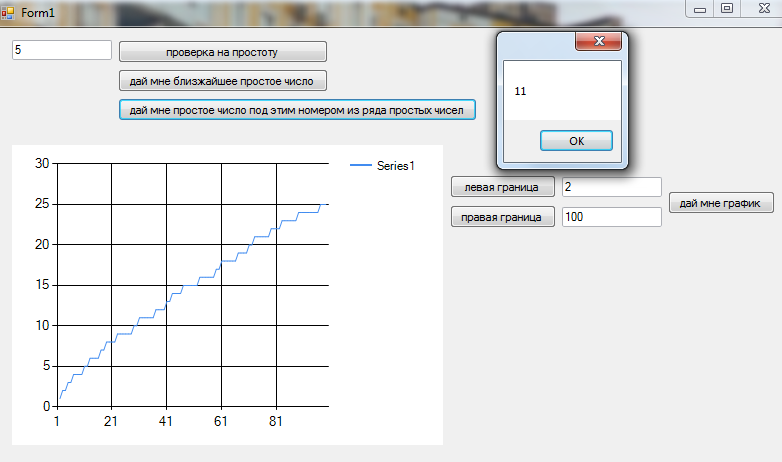 Form1
5
проверка на простоту
дай мне близжайшее простое число
дай мне простое число под этим номером из ряда простых чисел
11
OK
30
25
20
15
10
5
0
1 21 41 61 81
Series1
левая граница 2
правая граница 100
дай мне график